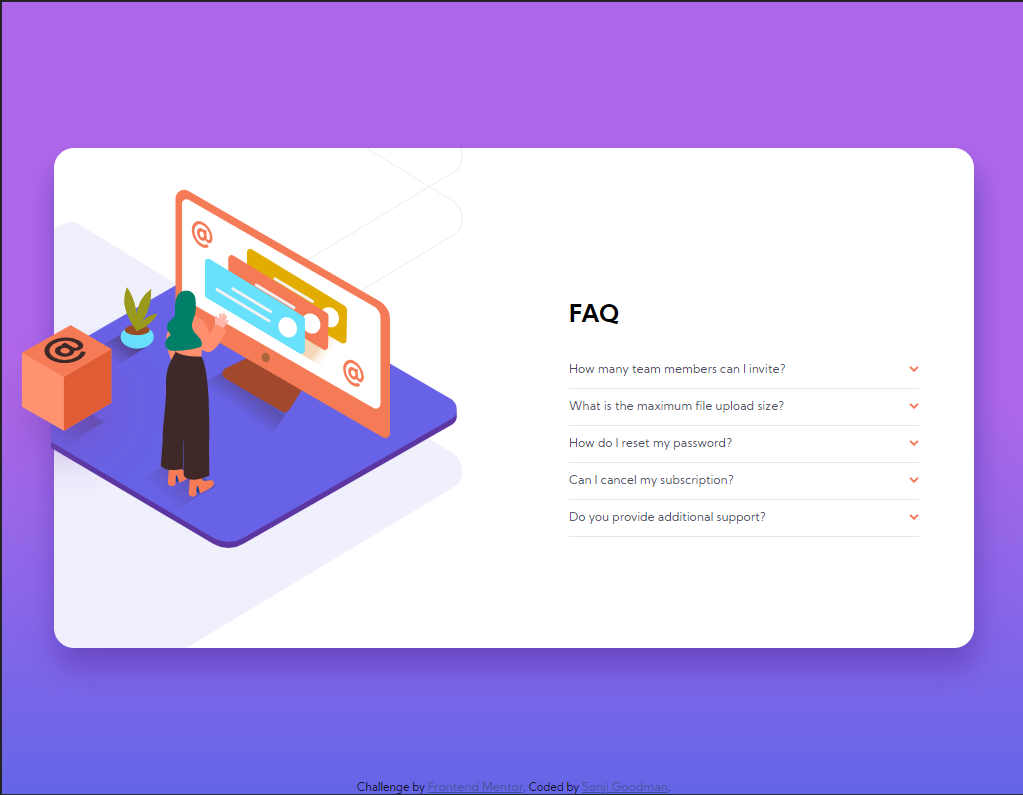 @
@
@
FAQ
How many team members can I invite?
What is the maximum file upload size?
How do I reset my password?
Can I cancel my subscription?
Do you provide additional support?
Challenge by Frontend Mentor. Coded by Sonji Goodman.